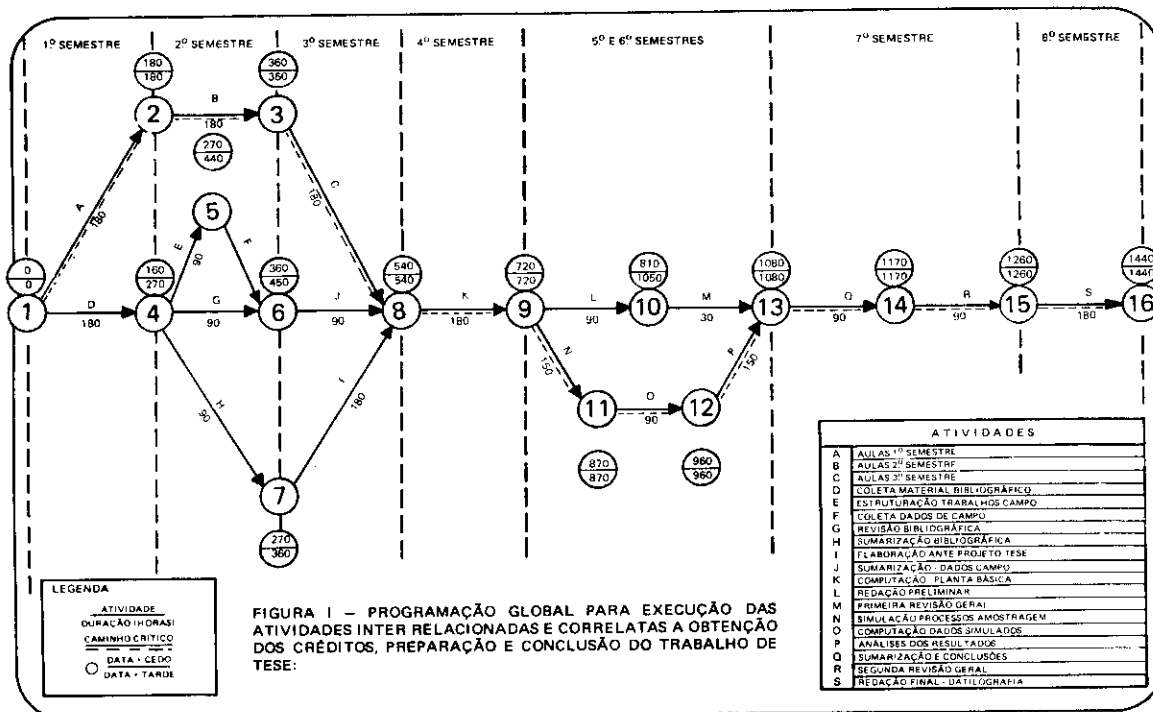 1º SEMESTRE
2º SEMESTRE
3º SEMESTRE
4º SEMESTRE
5º E 6º SEMESTRES
7º SEMESTRE
8º SEMESTRE
180
180
360
360
2
B
180
3
270
440
A
180
C
180
5
E
90
F
0
0
160
270
360
450
540
540
720
720
810
1050
1080
1080
1170
1170
1260
1260
1440
1440
1
D
180
4
G
90
6
J
90
8
K
180
9
L
90
10
M
30
13
Q
90
14
R
90
15
S
180
16
H
90
I
180
N
150
P
150
11
O
90
12
870
870
960
960
7
270
360
LEGENDA
ATIVIDADE
DURAÇÃO (HORAS)
CAMINHO CRÍTICO
DATA - CEDO
DATA - TARDE
FIGURA I – PROGRAMAÇÃO GLOBAL PARA EXECUÇÃO DAS
ATIVIDADES INTER RELACIONADAS E CORRELATAS A OBTENÇÃO
DOS CRÉDITOS, PREPARAÇÃO E CONCLUSÃO DO TRABALHO DE
TESE:
ATIVIDADES
A AULAS 1º SEMESTRE
B AULAS 2º SEMESTRE
C AULAS 3º SEMESTRE
D COLETA MATERIAL BIBLIOGRÁFICO
E ESTRUTURAÇÃO TRABALHOS CAMPO
F COLETA DADOS DE CAMPO
G REVISÃO BIBLIOGRÁFICA
H SUMARIZAÇÃO BIBLIOGRÁFICA
I ELABORAÇÃO ANTE PROJETO TESE
J SUMARIZAÇÃO - DADOS CAMPO
K COMPUTAÇÃO PLANTA BÁSICA
L REDAÇÃO PRELIMINAR
M PRIMEIRA REVISÃO GERAL
N SIMULAÇÃO PROCESSOS AMOSTRAGEM
O COMPUTAÇÃO DADOS SIMULADOS
P ANÁLISES DOS RESULTADOS
Q SUMARIZAÇÃO E CONCLUSÕES
R SEGUNDA REVISÃO GERAL
S REDAÇÃO FINAL - DATILOGRAFIA